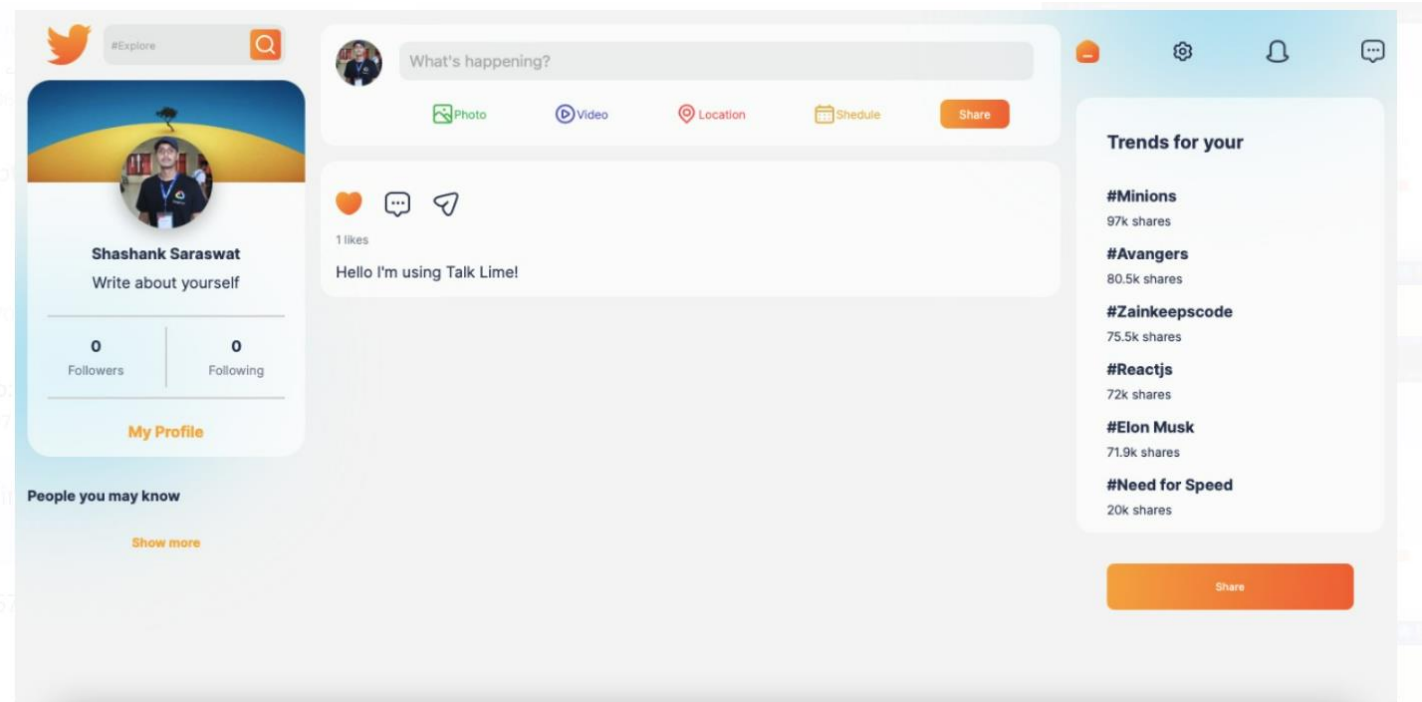 #Explore
Shashank Saraswat
Write about yourself
0 0
Followers Following
My Profile
People you may know
Show more
What's happening?
Photo Video Location Shedule Share
1 likes
Hello I'm using Talk Lime!
Trends for your
#Minions
97k shares
#Avangers
80.5k shares
#Zainkeepscode
75.5k shares
#Reactjs
72k shares
#Elon Musk
71.9k shares
#Need for Speed
20k shares
Share